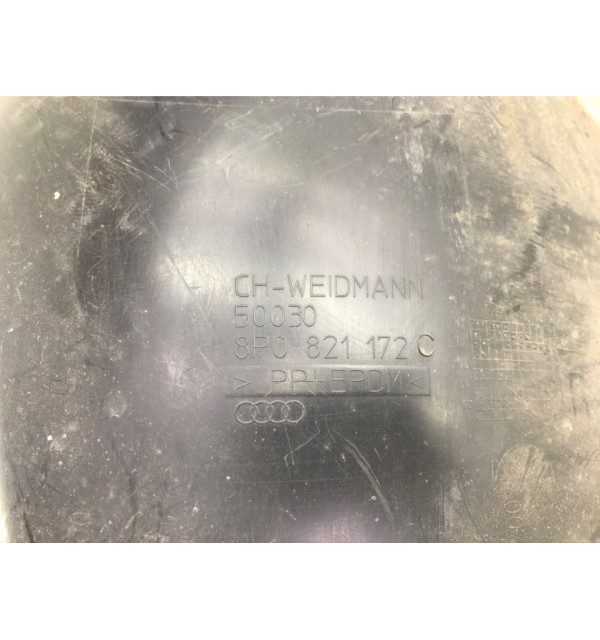 CH-WEIDMANN
50030
8P0 821 172 C
> PP+EPDM <